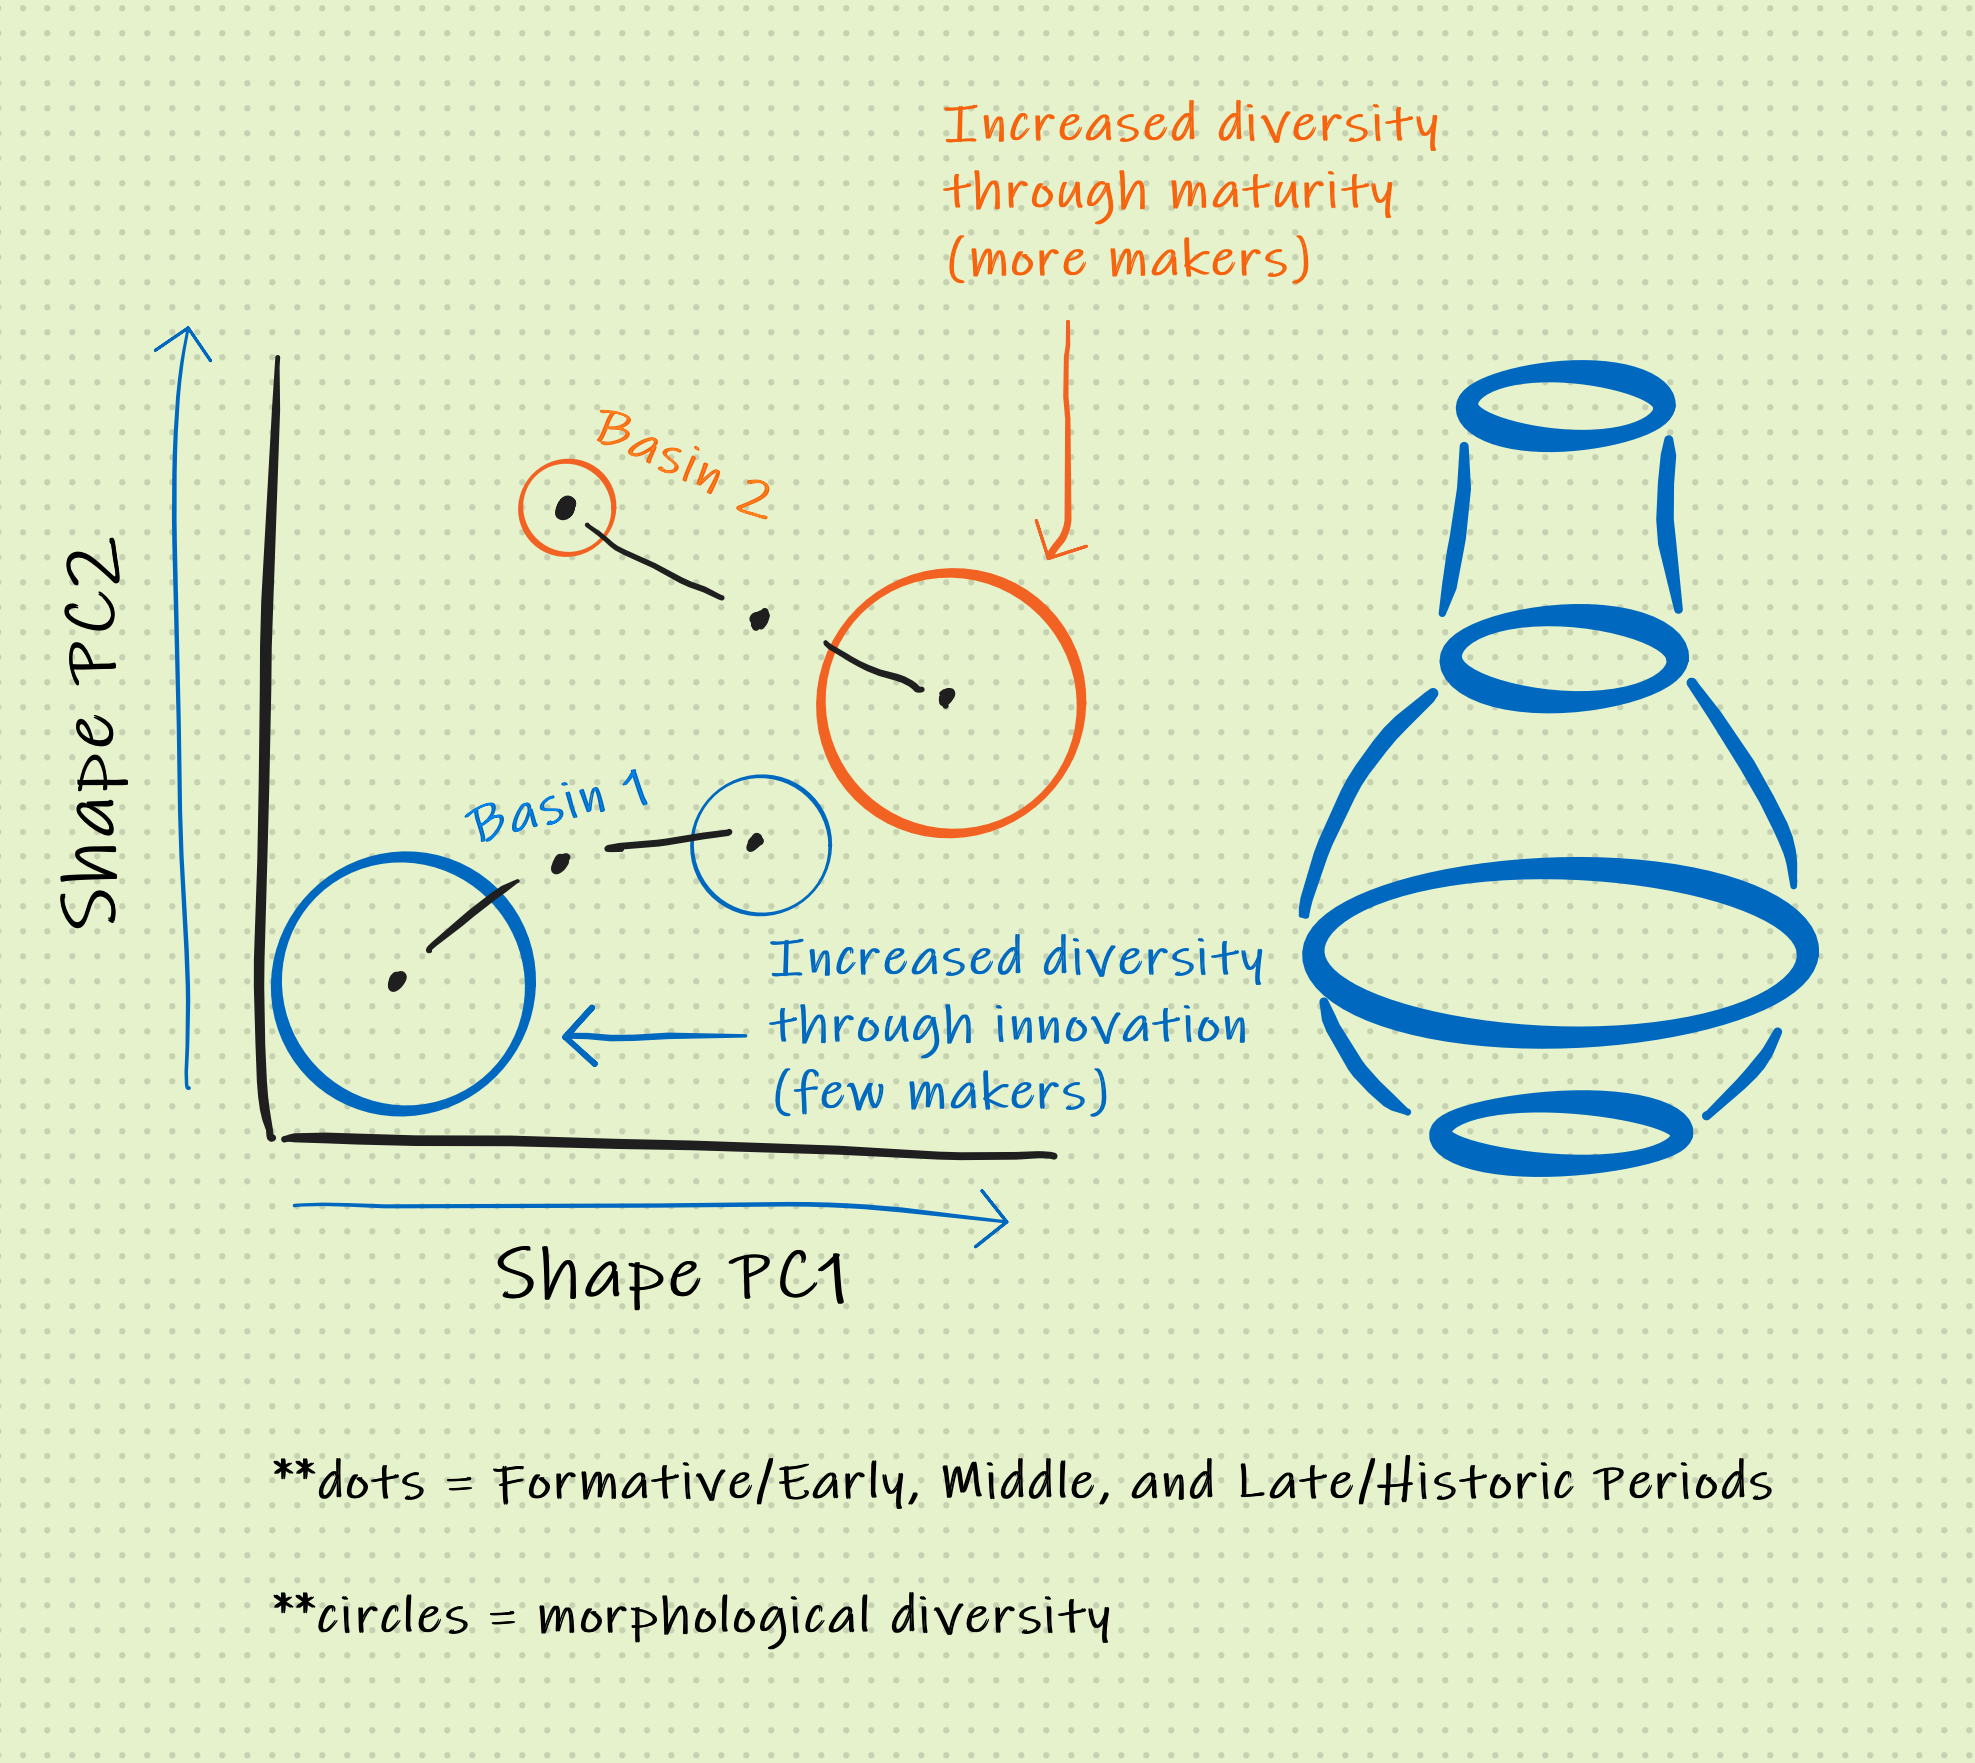 Increased diversity
through maturity
(more makers)
Basin 2
Shape PC2
Basin 1
Increased diversity
through innovation
(few makers)
Shape PC1
**dots = Formative/Early, Middle, and Late/Historic Periods
**circles = morphological diversity